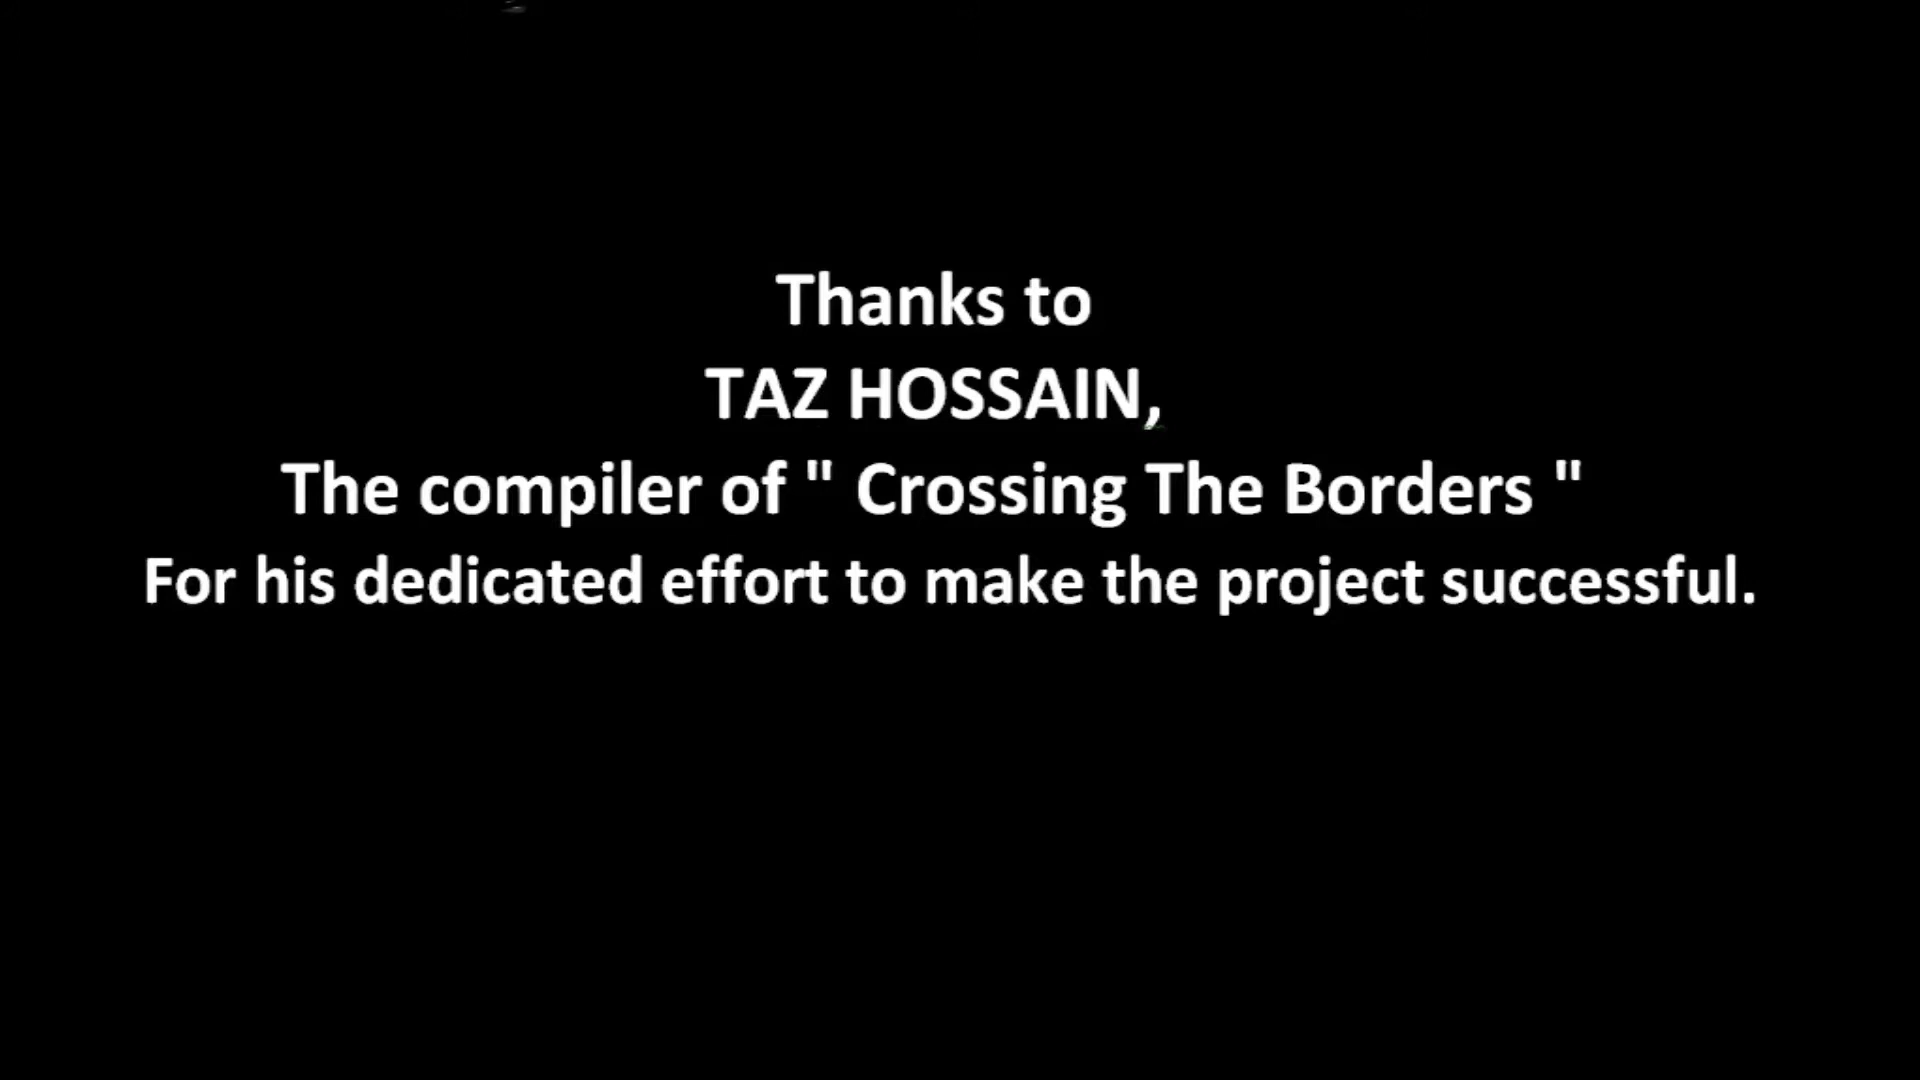 Thanks to
TAZ HOSSAIN,
The compiler of " Crossing The Borders "
For his dedicated effort to make the project successful.